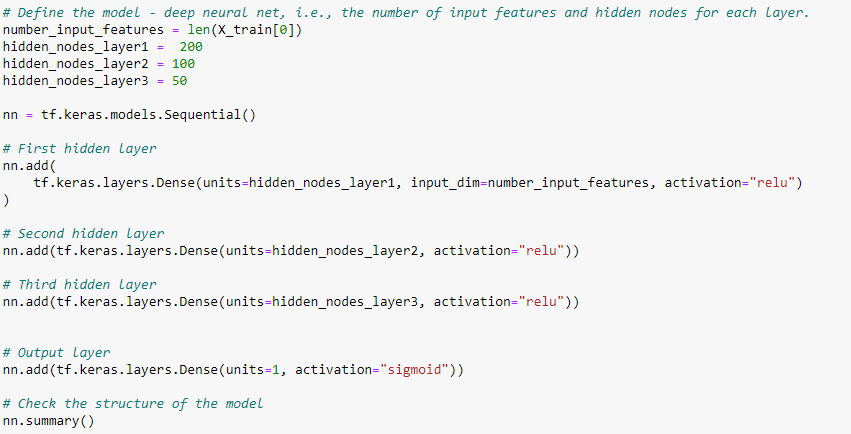 # Define the model - deep neural net, i.e., the number of input features and hidden nodes for each layer.
number_input_features = len(X_train[0])
hidden_nodes_layer1 =  200
hidden_nodes_layer2 = 100
hidden_nodes_layer3 = 50
nn = tf.keras.models.Sequential()
# First hidden layer
nn.add(
    tf.keras.layers.Dense(units=hidden_nodes_layer1, input_dim=number_input_features, activation="relu")
)
# Second hidden layer
nn.add(tf.keras.layers.Dense(units=hidden_nodes_layer2, activation="relu"))
# Third hidden layer
nn.add(tf.keras.layers.Dense(units=hidden_nodes_layer3, activation="relu"))
# Output layer
nn.add(tf.keras.layers.Dense(units=1, activation="sigmoid"))
# Check the structure of the model
nn.summary()